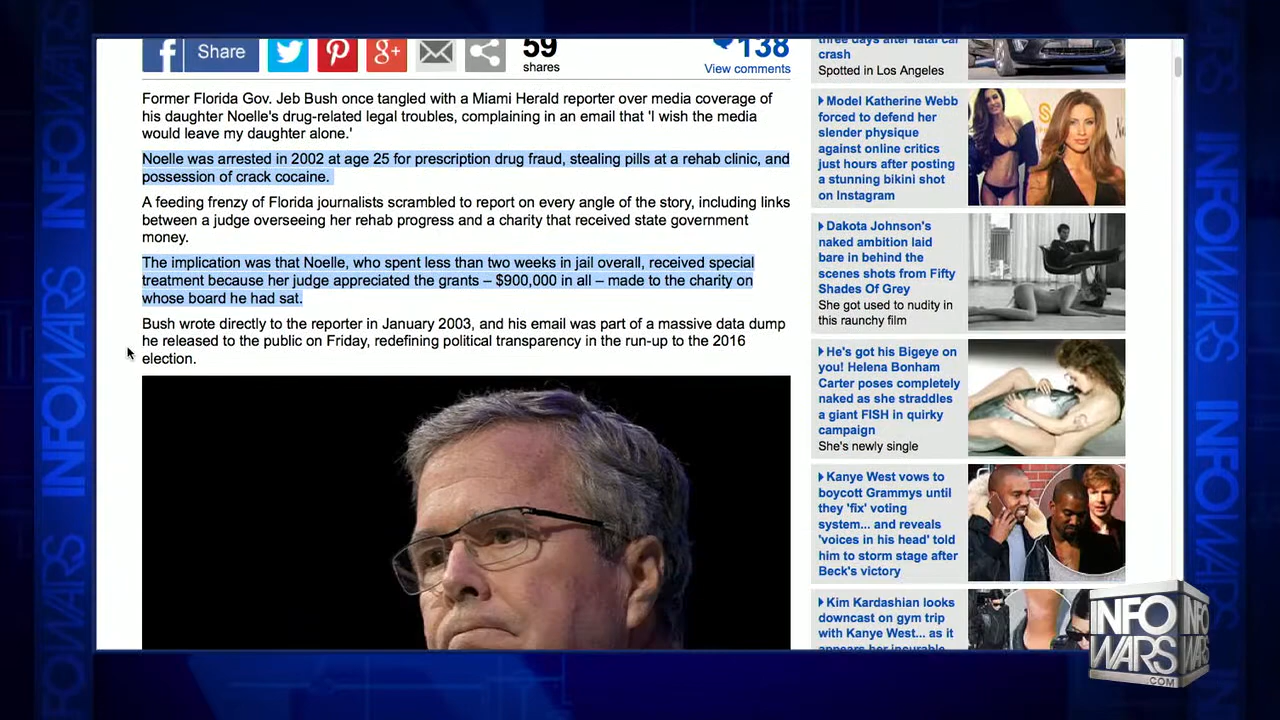 Share
59
shares
138
View comments
Former Florida Gov. Jeb Bush once tangled with a Miami Herald reporter over media coverage of
his daughter Noelle's drug-related legal troubles, complaining in an email that 'I wish the media
would leave my daughter alone.'
Noelle was arrested in 2002 at age 25 for prescription drug fraud, stealing pills at a rehab clinic, and
possession of crack cocaine.
A feeding frenzy of Florida journalists scrambled to report on every angle of the story, including links
between a judge overseeing her rehab progress and a charity that received state government
money.
The implication was that Noelle, who spent less than two weeks in jail overall, received special
treatment because her judge appreciated the grants – $900,000 in all – made to the charity on
whose board he had sat.
Bush wrote directly to the reporter in January 2003, and his email was part of a massive data dump
he released to the public on Friday, redefining political transparency in the run-up to the 2016
election.
three days after fatal car
crash
Spotted in Los Angeles
Model Katherine Webb
forced to defend her
slender physique
against online critics
just hours after posting
a stunning bikini shot
on Instagram
Dakota Johnson's
naked ambition laid
bare in behind the
scenes shots from Fifty
Shades Of Grey
She got used to nudity in
this raunchy film
He's got his Bigeye on
you! Helena Bonham
Carter poses completely
naked as she straddles
a giant FISH in quirky
campaign
She's newly single
Kanye West vows to
boycott Grammys until
they 'fix' voting
system... and reveals
'voices in his head' told
him to storm stage after
Beck's victory
Kim Kardashian looks
downcast on gym trip
with Kanye West... as it
appears her incurable
INFO
WARS
.COM
INFOWARS
INFOWARS
INFOWARS
INFOWARS